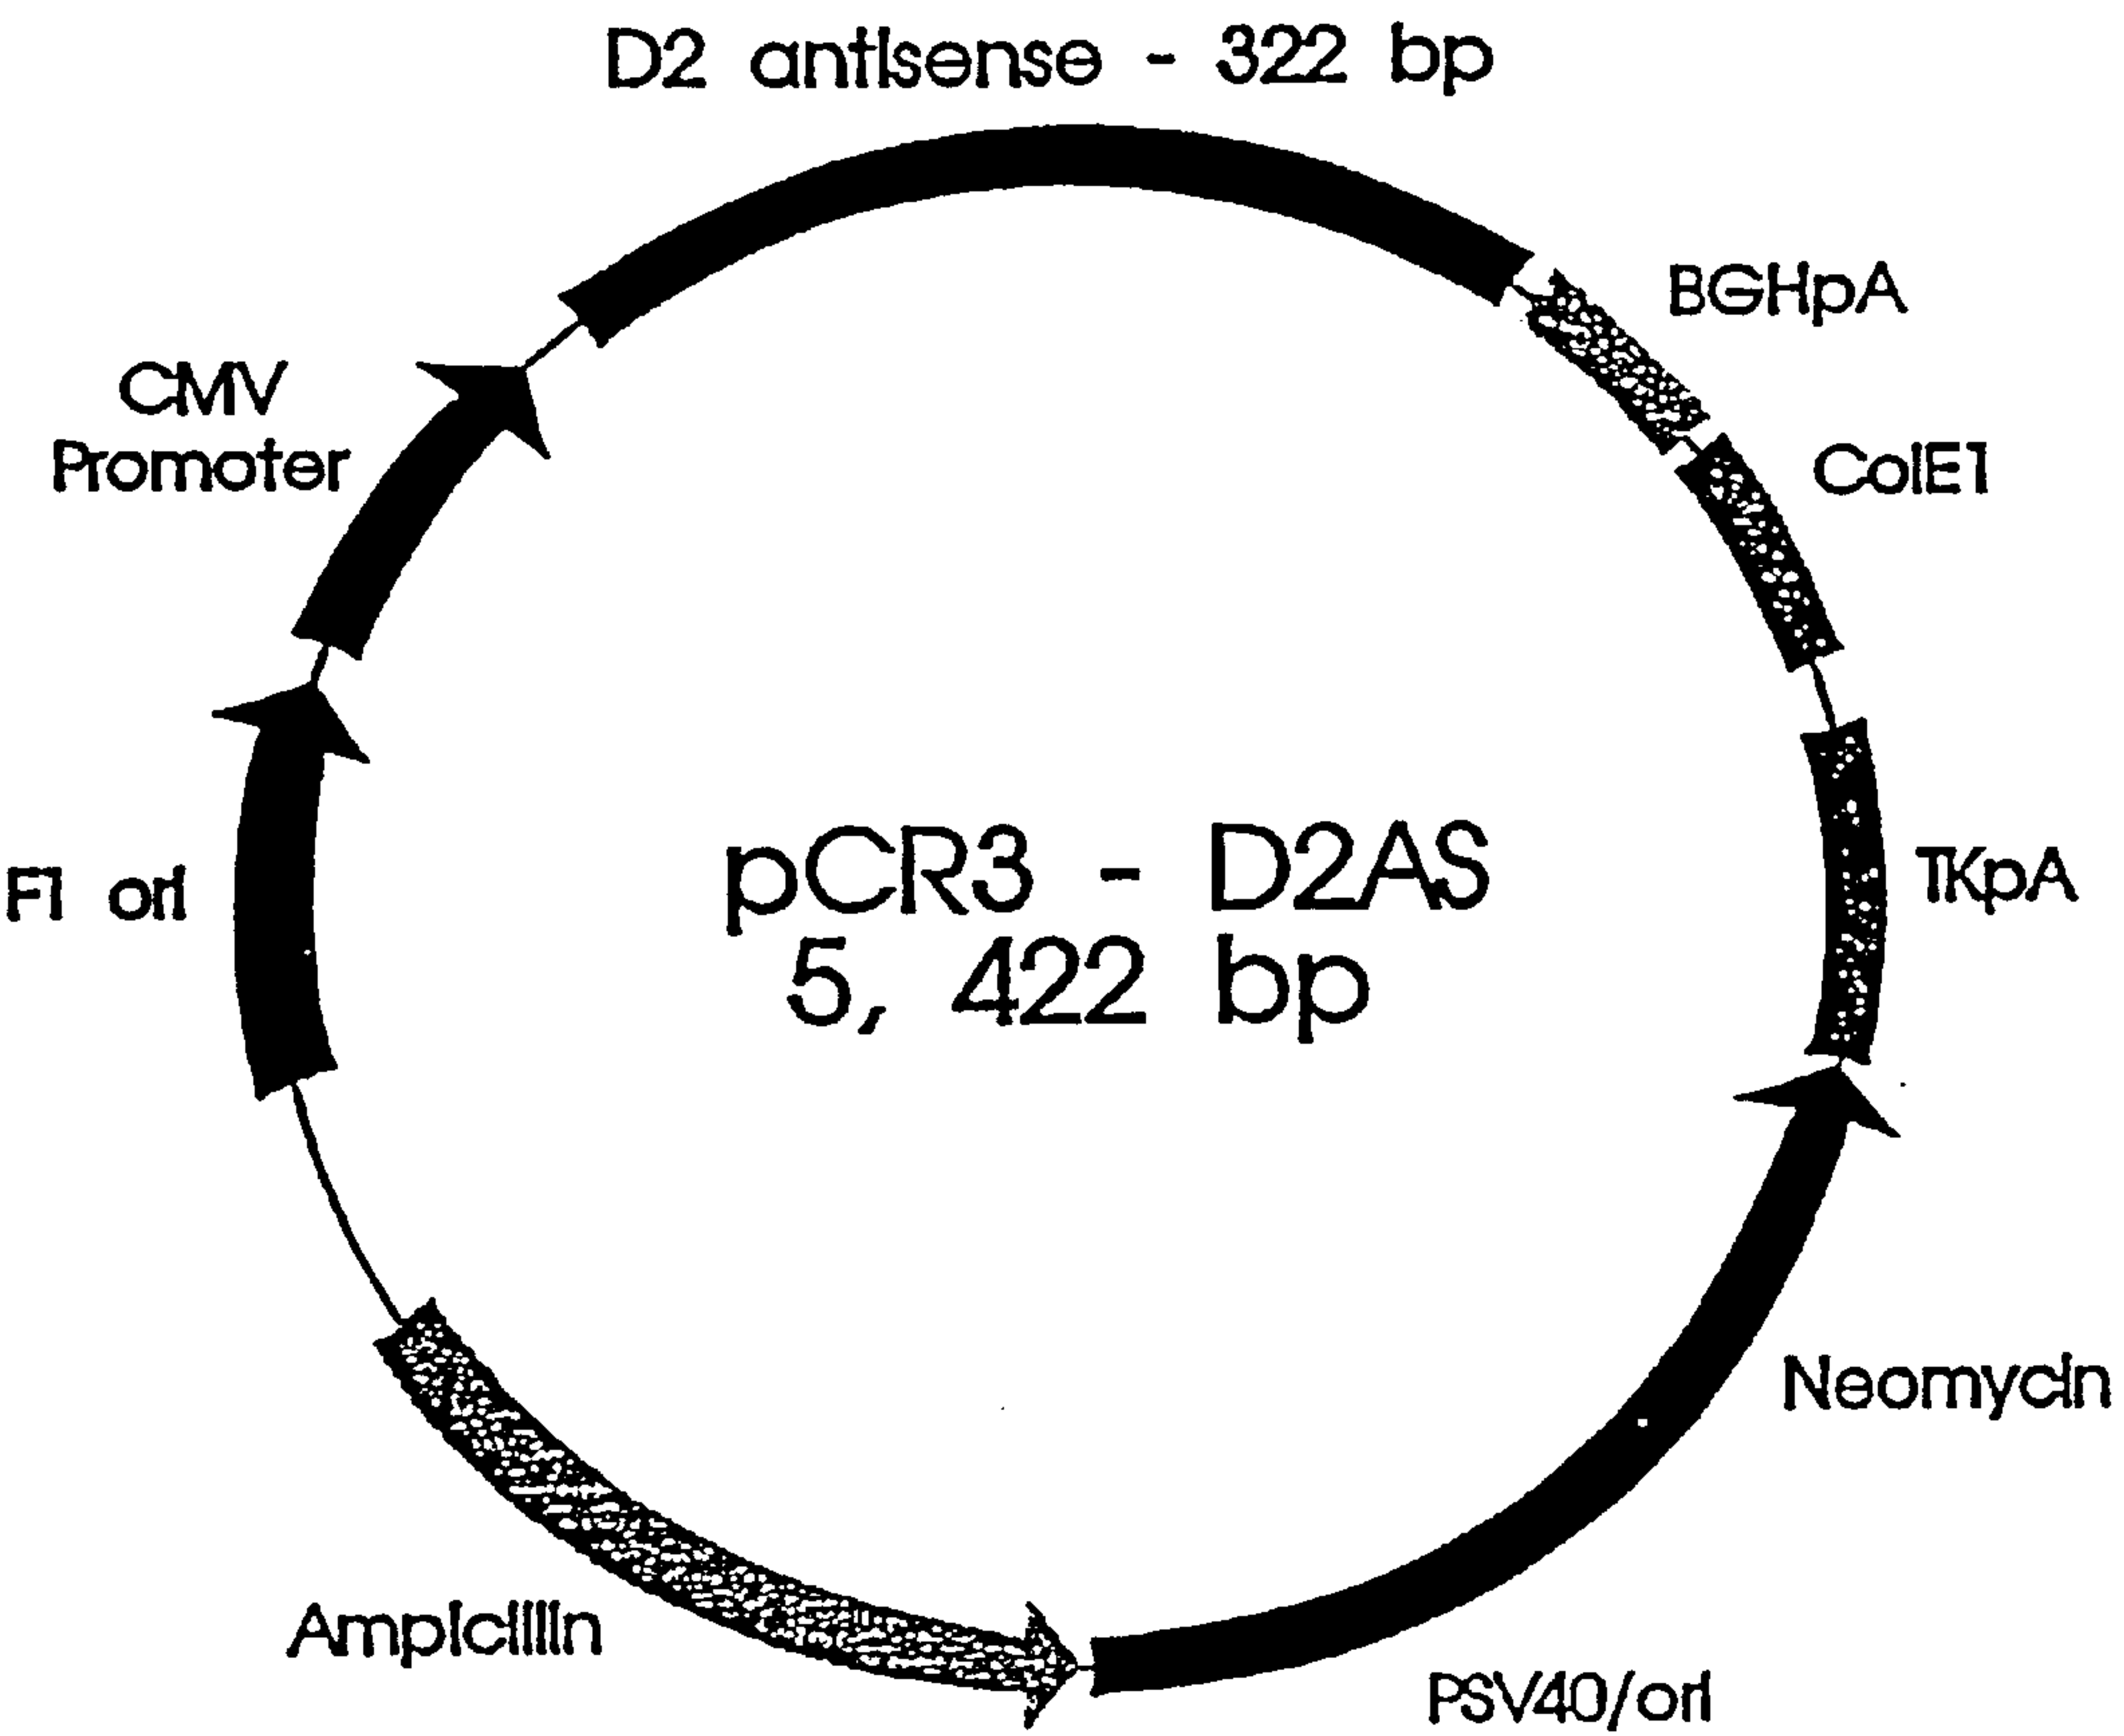 D2 antisense - 322 bp
BGHpA
CMV
Promoter
ColE1
pCR3 - D2AS
5, 422 bp
F1 ori
TKpA
Neomycin
Ampicillin
PSV40/ori